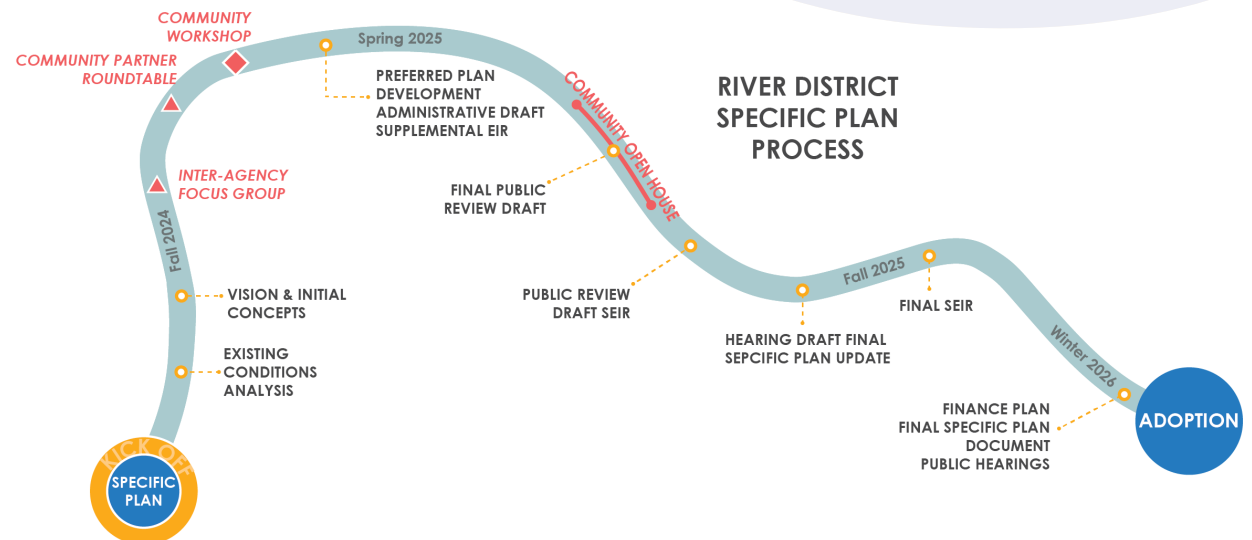 RIVER DISTRICT
SPECIFIC PLAN
PROCESS
KICK OFF
SPECIFIC
PLAN
EXISTING
CONDITIONS
ANALYSIS
VISION & INITIAL
CONCEPTS
Fall 2024
INTER-AGENCY
FOCUS GROUP
COMMUNITY PARTNER
ROUNDTABLE
COMMUNITY
WORKSHOP
Spring 2025
PREFERRED PLAN
DEVELOPMENT
ADMINISTRATIVE DRAFT
SUPPLEMENTAL EIR
COMMUNITY OPEN HOUSE
FINAL PUBLIC
REVIEW DRAFT
PUBLIC REVIEW
DRAFT SEIR
HEARING DRAFT FINAL
SEPCIFIC PLAN UPDATE
Fall 2025
FINAL SEIR
Winter 2026
FINANCE PLAN
FINAL SPECIFIC PLAN
DOCUMENT
PUBLIC HEARINGS
ADOPTION